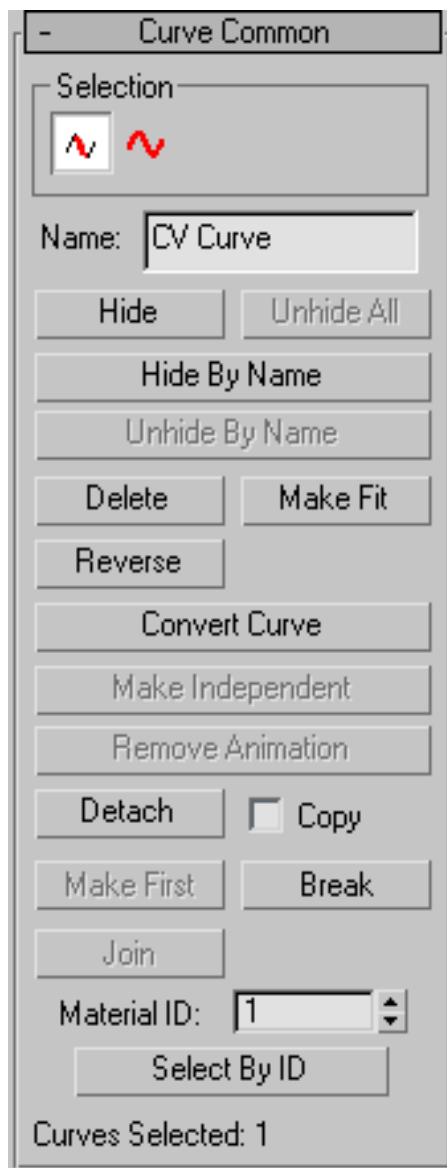 - Curve Common
Selection
Name: CV Curve
Hide Unhide All
Hide By Name
Unhide By Name
Delete Make Fit
Reverse
Convert Curve
Make Independent
Remove Animation
Detach Copy
Make First Break
Join
Material ID: 1
Select By ID
Curves Selected: 1